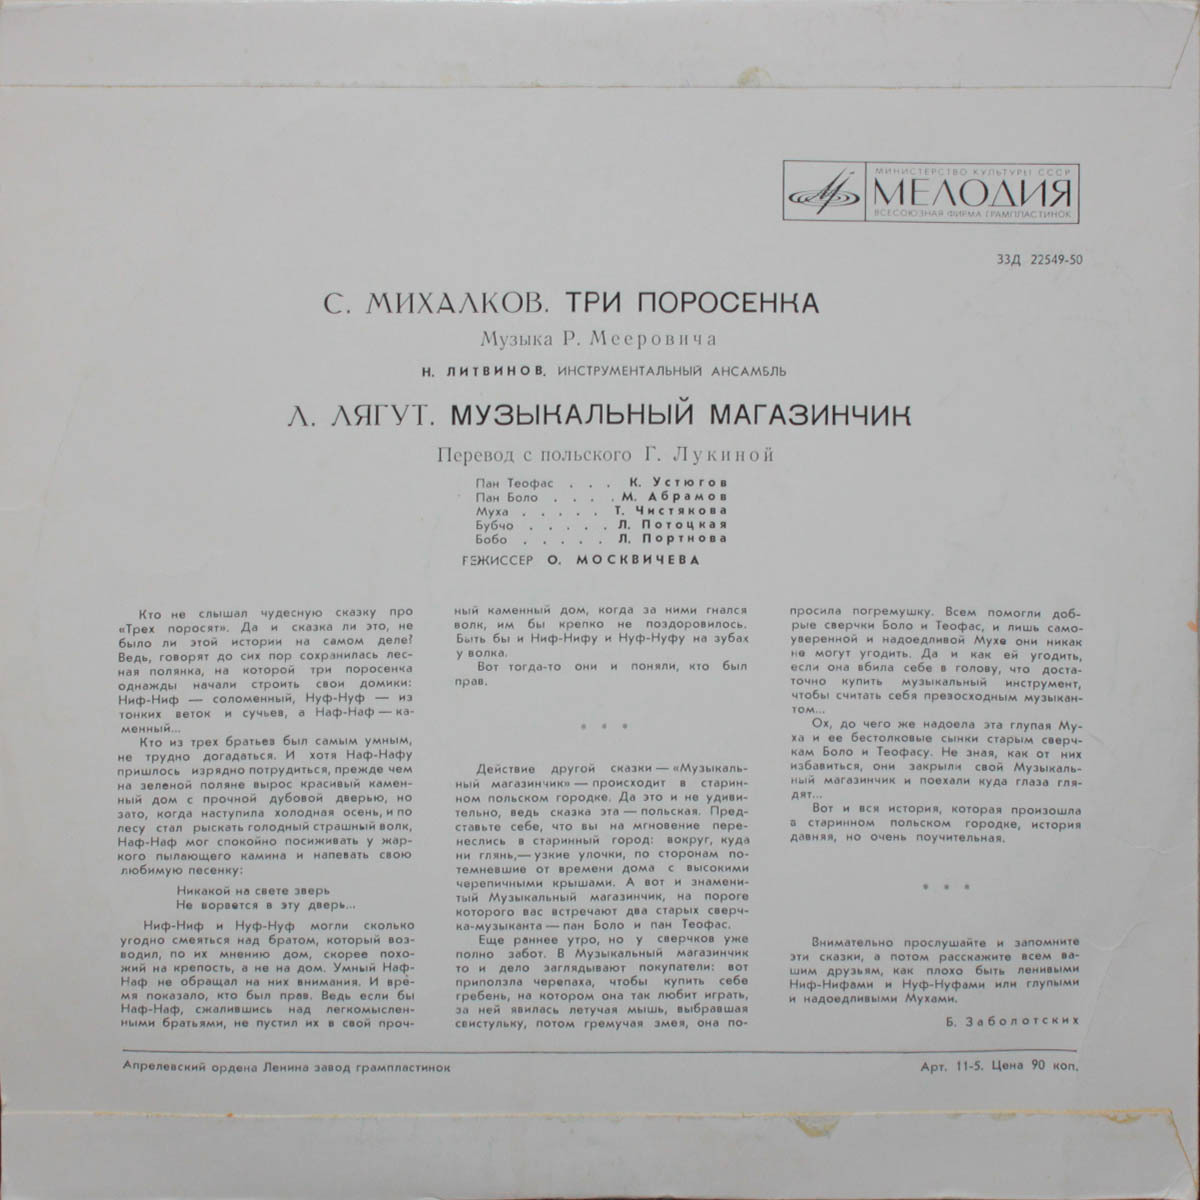 МИНИСТЕРСТВО КУЛЬТУРЫ СССР
МЕЛОДИЯ
ВСЕСОЮЗНАЯ ФИРМА ГРАМПЛАСТИНОК
33Д 22549-50
С. МИХАЛКОВ. ТРИ ПОРОСЕНКА
Музыка Р. Мееровича
Н. ЛИТВИНОВ, ИНСТРУМЕНТАЛЬНЫЙ АНСАМБЛЬ
Л. ЛЯГУТ. МУЗЫКАЛЬНЫЙ МАГАЗИНЧИК
Перевод с польского Г. Лукиной
Пан Теофас . . . К. Устюгов
Пан Боло . . . . М. Абрамов
Муха . . . . . Т. Чистякова
Бубчо . . . . . Л. Потоцкая
Бобо . . . . . Л. Портнова
РЕЖИССЕР О. МОСКВИЧЕВА
Кто не слышал чудесную сказку про
«Трех поросят». Да и сказка ли это, не
было ли этой истории на самом деле?
Ведь, говорят до сих пор сохранилась лес-
ная полянка, на которой три поросенка
однажды начали строить свои домики:
Ниф-Ниф — соломенный, Нуф-Нуф — из
тонких веток и сучьев, а Наф-Наф — ка-
менный...
Кто из трех братьев был самым умным,
не трудно догадаться. И хотя Наф-Нафу
пришлось изрядно потрудиться, прежде чем
на зеленой поляне вырос красивый камен-
ный дом с прочной дубовой дверью, но
зато, когда наступила холодная осень, и по
лесу стал рыскать голодный страшный волк,
Наф-Наф мог спокойно посиживать у жар-
кого пылающего камина и напевать свою
любимую песенку:
Никакой на свете зверь
Не ворвется в эту дверь...
Ниф-Ниф и Нуф-Нуф могли сколько
угодно смеяться над братом, который воз-
водил, по их мнению дом, скорее похо-
жий на крепость, а не на дом. Умный Наф-
Наф не обращал на них внимания. И вре-
мя показало, кто был прав. Ведь если бы
Наф-Наф, сжалившись над легкомыслен-
ными братьями, не пустил их в свой проч-
ный каменный дом, когда за ними гнался
волк, им бы крепко не поздоровилось.
Быть бы и Ниф-Нифу и Нуф-Нуфу на зубах
у волка.
Вот тогда-то они и поняли, кто был
прав.
* * *
Действие другой сказки — «Музыкаль-
ный магазинчик» — происходит в старин-
ном польском городке. Да это и не удиви-
тельно, ведь сказка эта — польская. Пред-
ставьте себе, что вы на мгновение пере-
неслись в старинный город: вокруг, куда
ни глянь, — узкие улочки, по сторонам по-
темневшие от времени дома с высокими
черепичными крышами. А вот и знамени-
тый Музыкальный магазинчик, на пороге
которого вас встречают два старых сверч-
ка-музыканта — пан Боло и пан Теофас.
Еще раннее утро, но у сверчков уже
полно забот. В Музыкальный магазинчик
то и дело заглядывают покупатели: вот
приползла черепаха, чтобы купить себе
гребень, на котором она так любит играть,
за ней явилась летучая мышь, выбравшая
свистульку, потом гремучая змея, она по-
просила погремушку. Всем помогли доб-
рые сверчки Боло и Теофас, и лишь само-
уверенной и надоедливой Мухе они никак
не могут угодить. Да и как ей угодить,
если она вбила себе в голову, что доста-
точно купить музыкальный инструмент,
чтобы считать себя превосходным музыкан-
том...
Ох, до чего же надоела эта глупая Му-
ха и ее бестолковые сынки старым сверч-
кам Боло и Теофасу. Не зная, как от них
избавиться, они закрыли свой Музыкаль-
ный магазинчик и поехали куда глаза гля-
дят...
Вот и вся история, которая произошла
в старинном польском городке, история
давняя, но очень поучительная.
* * *
Внимательно прослушайте и запомните
эти сказки, а потом расскажите всем ва-
шим друзьям, как плохо быть ленивыми
Ниф-Нифами и Нуф-Нуфами или глупыми
и надоедливыми Мухами.
Б. Заболотских
Апрелевский ордена Ленина завод грампластинок
Арт. 11-5. Цена 90 коп.